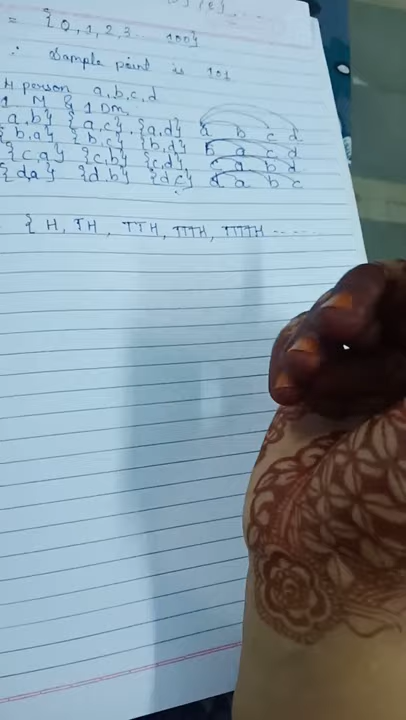 = { 0, 1, 2, 3 100}
∴ Sample point is 101
4 person a, b, c, d
1 M & 1 Dm.
a, b} {a, c}, {a, d} a b c d
{b, a} {b, c} {b, d} b a c d
{c, a} {c, b} {c, d} c a b d
{d a} {d b} {d c} d a b c
{ H, TH, TTH, TTTH, TTTTH ------